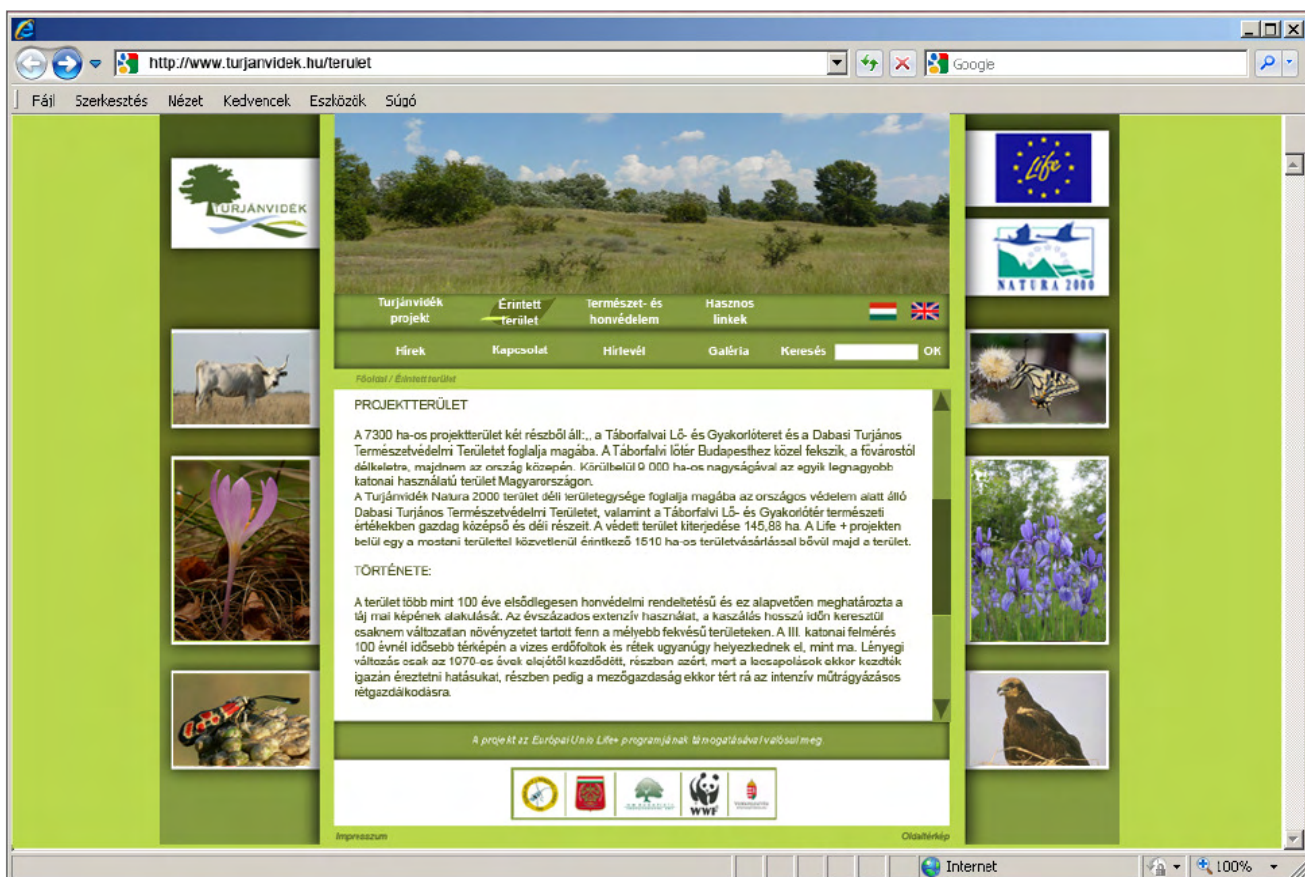 http://www.turjanvidek.hu/terulet
Google
Fájl Szerkesztés Nézet Kedvencek Eszközök Súgó
TURJÁNVIDÉK
Life
NATURA 2000
Turjánvidék projekt
Érintett terület
Természet- és honvédelem
Hasznos linkek
Hírek Kapcsolat Hírlevél Galéria Keresés OK
Főoldal / Érintett terület
PROJEKTTERÜLET
A 7300 ha-os projektterület két részből áll:,, a Táborfalvai Lő- és Gyakorlóteret és a Dabasi Turjános
Természetvédelmi Területet foglalja magába. A Táborfalvi lőtér Budapesthez közel fekszik, a fővárostól
délkeletre, majdnem az ország közepén. Körülbelül 9 000 ha-os nagyságával az egyik legnagyobb
katonai használatú terület Magyarországon.
A Turjánvidék Natura 2000 terület déli területegysége foglalja magába az országos védelem alatt álló
Dabasi Turjános Természetvédelmi Területet, valamint a Táborfalvi Lő- és Gyakorlótér természeti
értékekben gazdag középső és déli részeit. A védett terület kiterjedése 145,88 ha. A Life + projekten
belül egy a mostani területtel közvetlenül érintkező 1510 ha-os területvásárlással bővül majd a terület.
TÖRTÉNETE:
A terület több mint 100 éve elsődlegesen honvédelmi rendeltetésű és ez alapvetően meghatározta a
táj mai képének alakulását. Az évszázados extenzív használat, a kaszálás hosszú időn keresztül
csaknem változatlan növényzetet tartott fenn a mélyebb fekvésű területeken. A III. katonai felmérés
100 évnél idősebb térképén a vizes erdőfoltok és rétek ugyanúgy helyezkednek el, mint ma. Lényegi
változás csak az 1970-es évek elejétől kezdődött, részben azért, mert a lecsapolások ekkor kezdték
igazán éreztetni hatásukat, részben pedig a mezőgazdaság ekkor tért rá az intenzív műtrágyázásos
rétgazdálkodásra.
A projekt az Európai Unió Life+ programjának támogatásával valósul meg
WWF
Impresszum
Oldaltérkép
Internet
100%